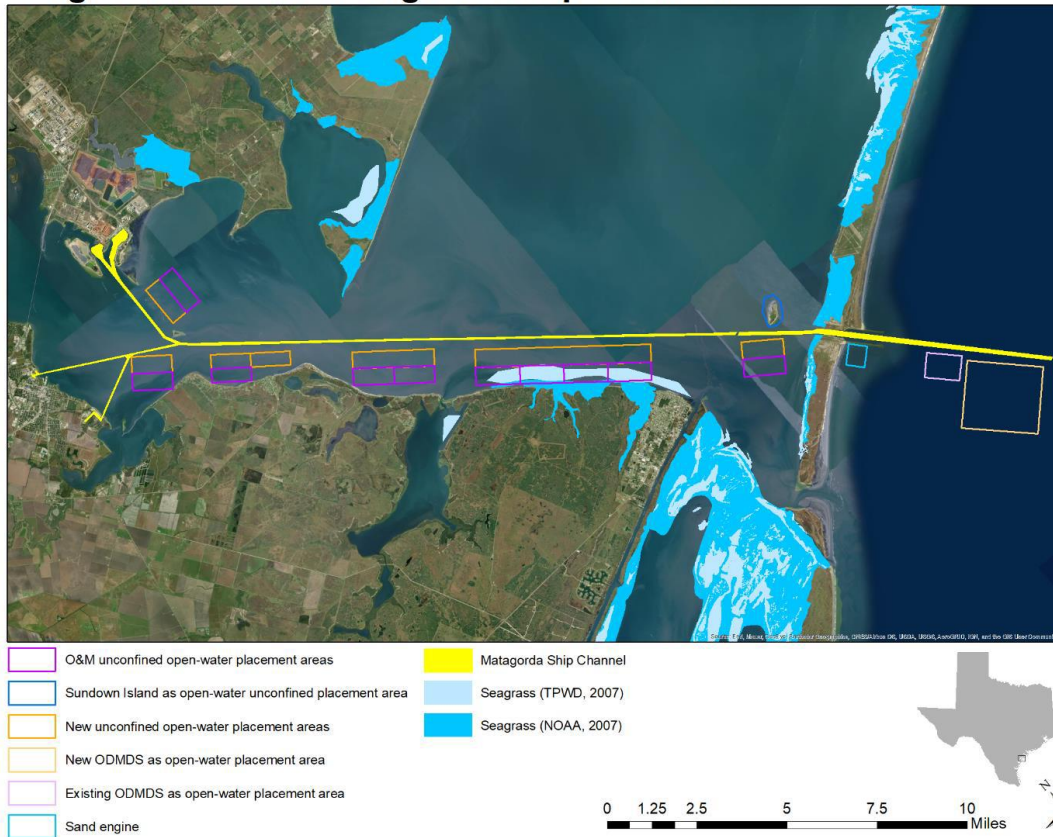 O&M unconfined open-water placement areas
Sundown Island as open-water unconfined placement area
New unconfined open-water placement areas
New ODMDS as open-water placement area
Existing ODMDS as open-water placement area
Sand engine
Matagorda Ship Channel
Seagrass (TPWD, 2007)
Seagrass (NOAA, 2007)
0 1.25 2.5 5 7.5 10
Miles
N